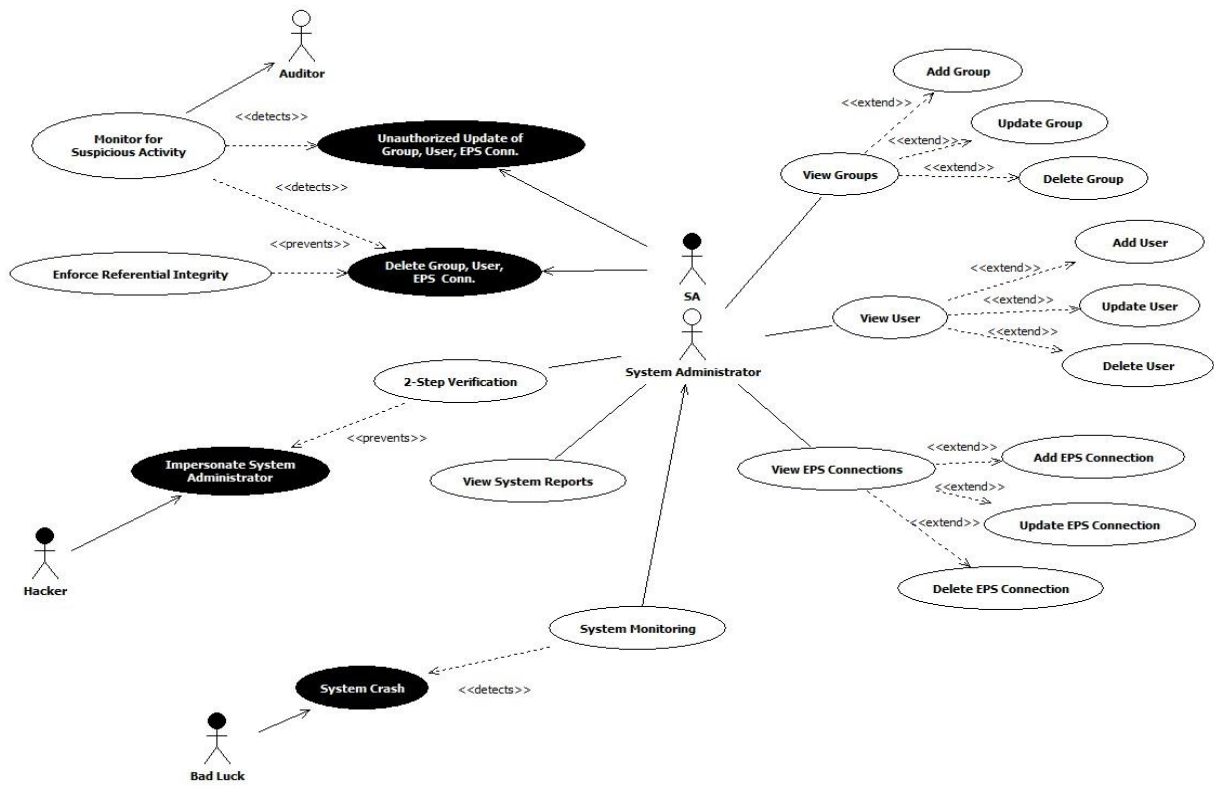 Auditor
<<detects>>
Monitor for
Suspicious Activity
Unauthorized Update of
Group, User, EPS Conn.
<<detects>>
<<prevents>>
Enforce Referential Integrity
Delete Group, User,
EPS Conn.
SA
System Administrator
2-Step Verification
<<prevents>>
Impersonate System
Administrator
View System Reports
Hacker
System Monitoring
System Crash
<<detects>>
Bad Luck
Add Group
<<extend>>
Update Group
<<extend>>
View Groups
<<extend>>
Delete Group
Add User
<<extend>>
View User
<<extend>>
Update User
<<extend>>
Delete User
View EPS Connections
<<extend>>
Add EPS Connection
<<extend>>
<<extend>>
Update EPS Connection
Delete EPS Connection